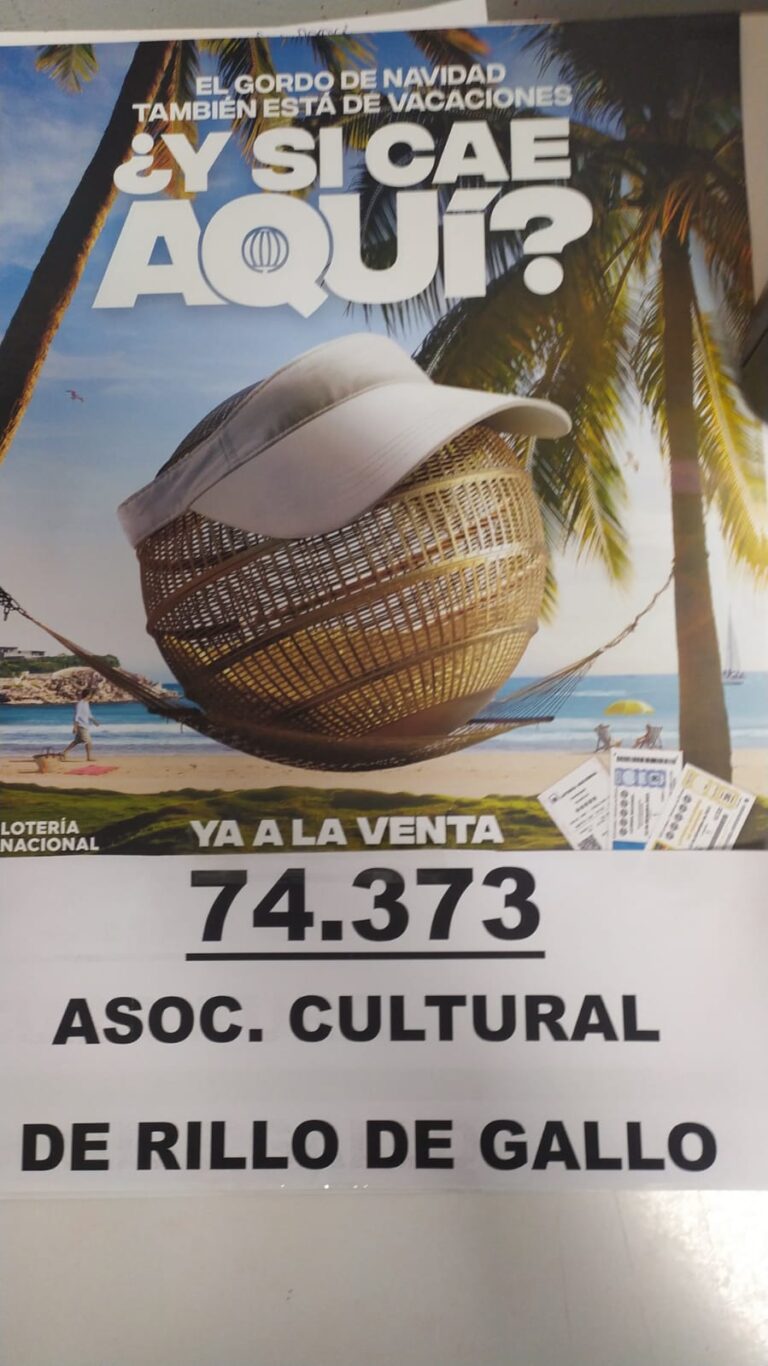 EL GORDO DE NAVIDAD
TAMBIÉN ESTÁ DE VACACIONES
¿Y SI CAE
AQUÍ?
LOTERÍA
NACIONAL
YA A LA VENTA
74.373
ASOC. CULTURAL
DE RILLO DE GALLO